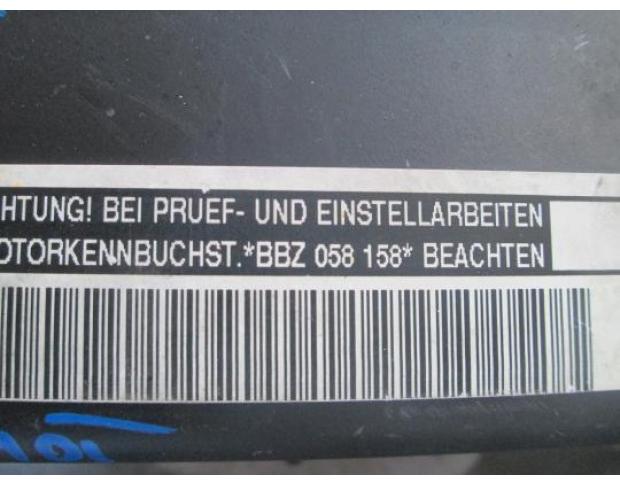 HTUNG! BEI PRUEF- UND EINSTELLARBEITEN
OTORKENNBUCHST.*BBZ 058 158* BEACHTEN